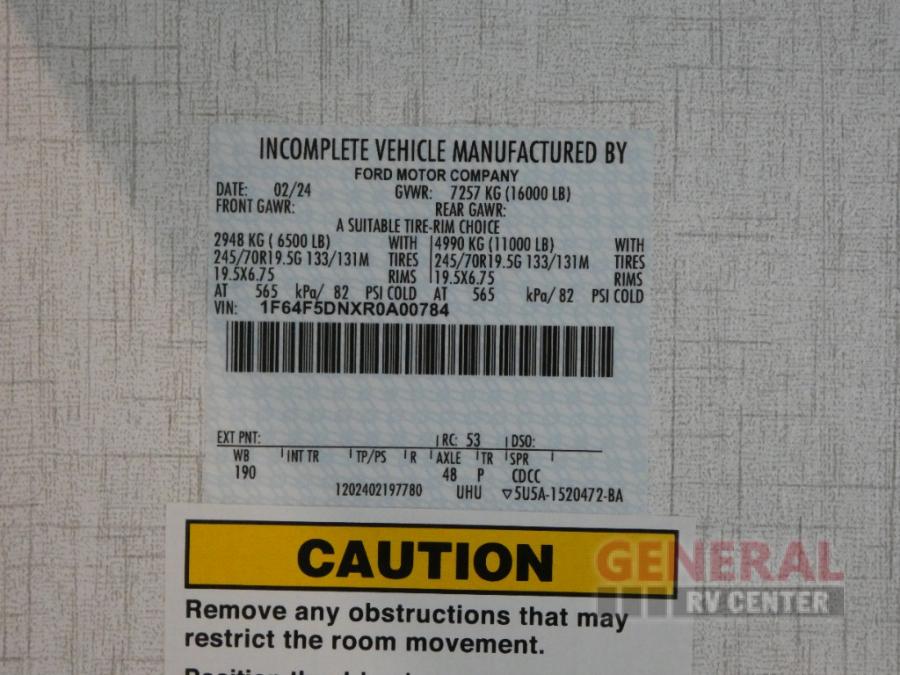 INCOMPLETE VEHICLE MANUFACTURED BY
FORD MOTOR COMPANY
DATE: 02/24 GVWR: 7257 KG (16000 LB)
FRONT GAWR: REAR GAWR:
A SUITABLE TIRE-RIM CHOICE
2948 KG ( 6500 LB) WITH 4990 KG (11000 LB) WITH
245/70R19.5G 133/131M TIRES 245/70R19.5G 133/131M TIRES
19.5X6.75 RIMS 19.5X6.75 RIMS
AT 565 kPa/ 82 PSI COLD AT 565 kPa/ 82 PSI COLD
VIN: 1F64F5DNXR0A00784
EXT PNT: RC: 53 DSO:
WB INT TR TP/PS R AXLE TR SPR
190 48 P CDCC
1202402197780 UHU ▽5U5A-1520472-BA
CAUTION
Remove any obstructions that may
restrict the room movement.
GENERAL
RV CENTER